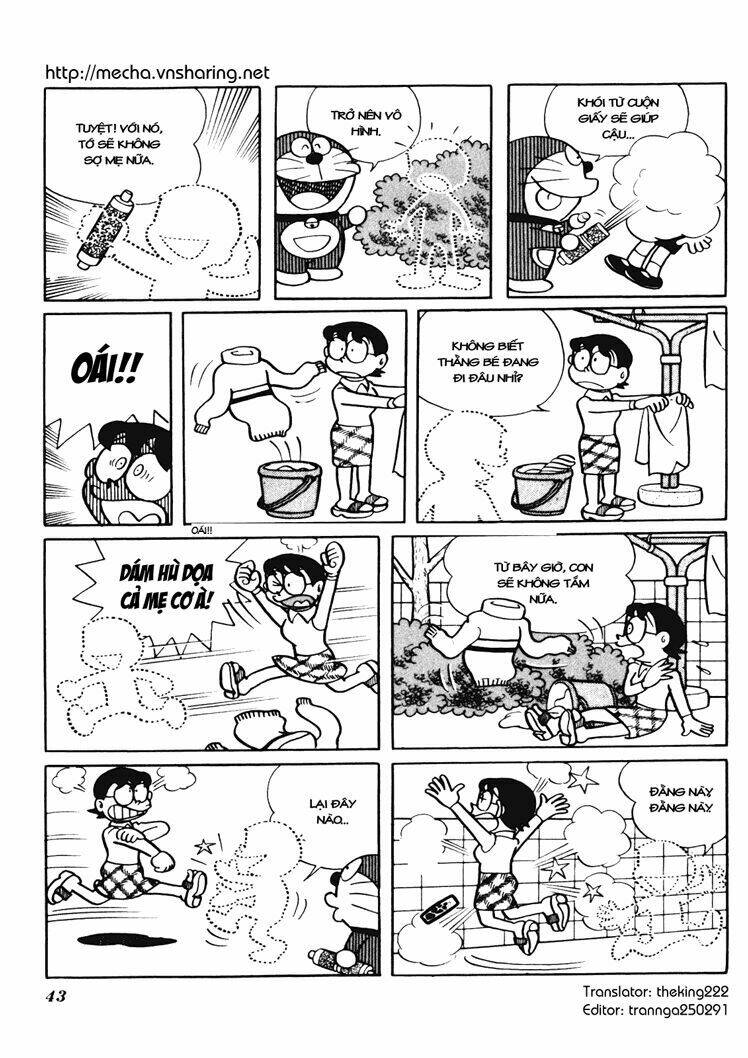 http://mecha.vnsharing.net
KHÓI TỪ CUỘN
GIẤY SẼ GIÚP
CẬU...
TRỞ NÊN VÔ
HÌNH.
TUYỆT! VỚI NÓ,
TỚ SẼ KHÔNG
SỢ MẸ NỮA.
KHÔNG BIẾT
THẰNG BÉ ĐANG
ĐI ĐÂU NHỈ?
OÁI!!
OÁI!!
TỪ BÂY GIỜ, CON
SẼ KHÔNG TẮM
NỮA.
DÁM HÙ DỌA
CẢ MẸ CƠ À!
ĐẰNG NÀY,
ĐẰNG NÀY.
LẠI ĐÂY
NÀO...
43
Translator: theking222
Editor: trannga250291